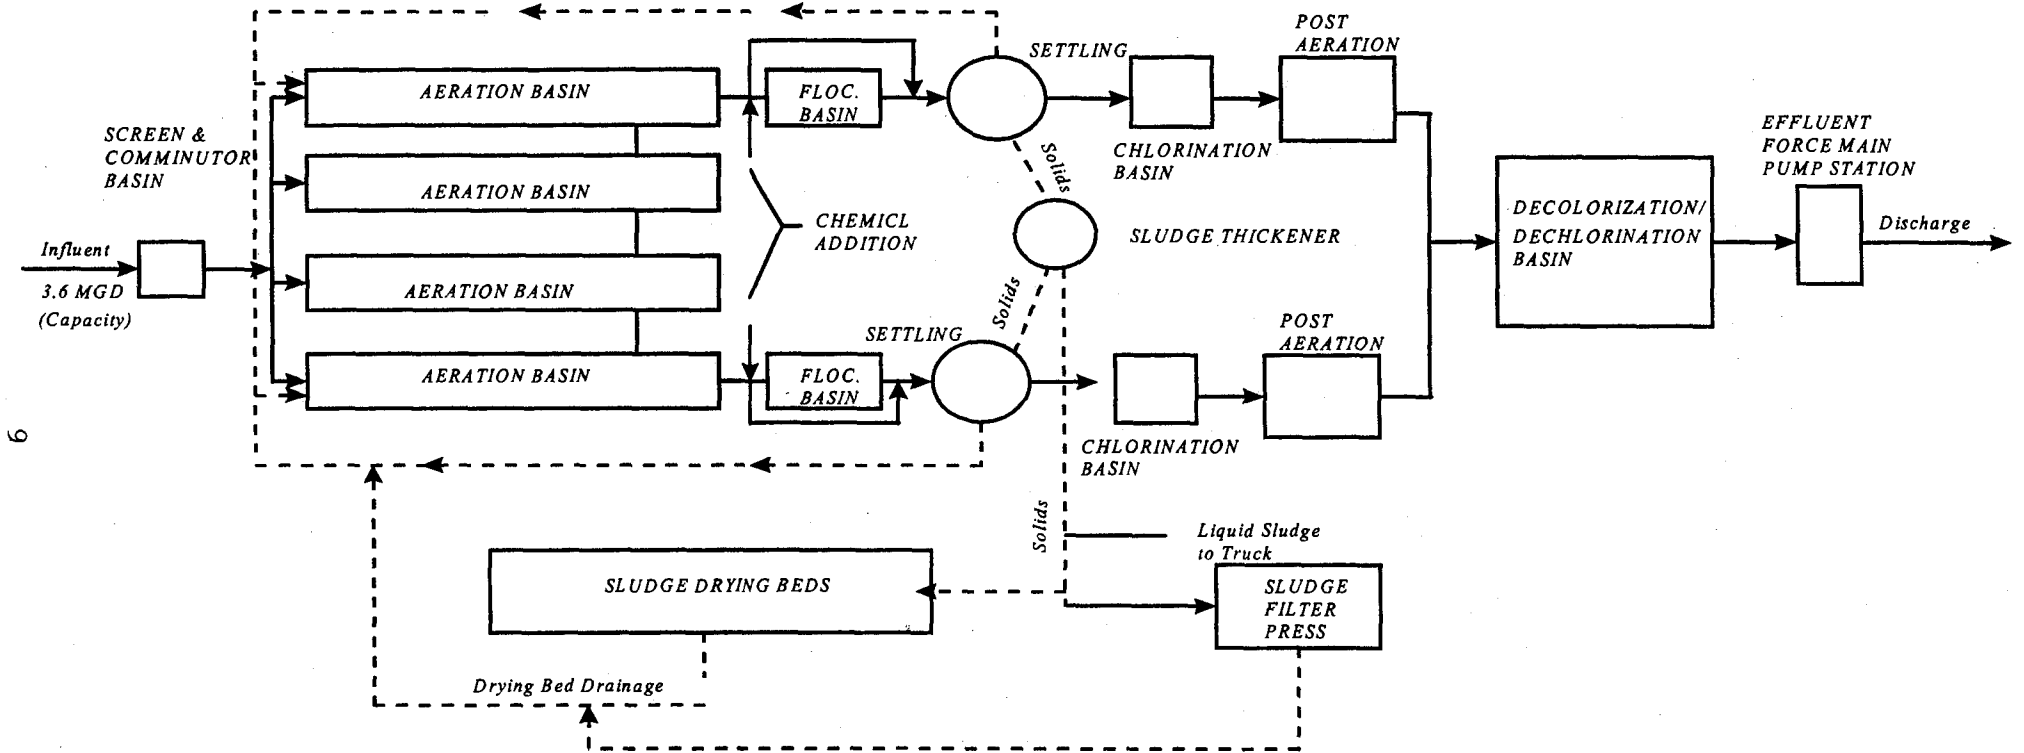 POST
AERATION
SETTLING
AERATION BASIN
FLOC.
BASIN
SCREEN &
COMMINUTOR
BASIN
CHLORINATION
BASIN
EFFLUENT
FORCE MAIN
PUMP STATION
Solids
AERATION BASIN
CHEMICL
ADDITION
SLUDGE THICKENER
DECOLORIZATION/
DECHLORINATION
BASIN
Discharge
Influent
3.6 MGD
(Capacity)
AERATION BASIN
Solids
SETTLING
POST
AERATION
AERATION BASIN
FLOC.
BASIN
CHLORINATION
BASIN
6
Solids
Liquid Sludge
to Truck
SLUDGE DRYING BEDS
SLUDGE
FILTER
PRESS
Drying Bed Drainage